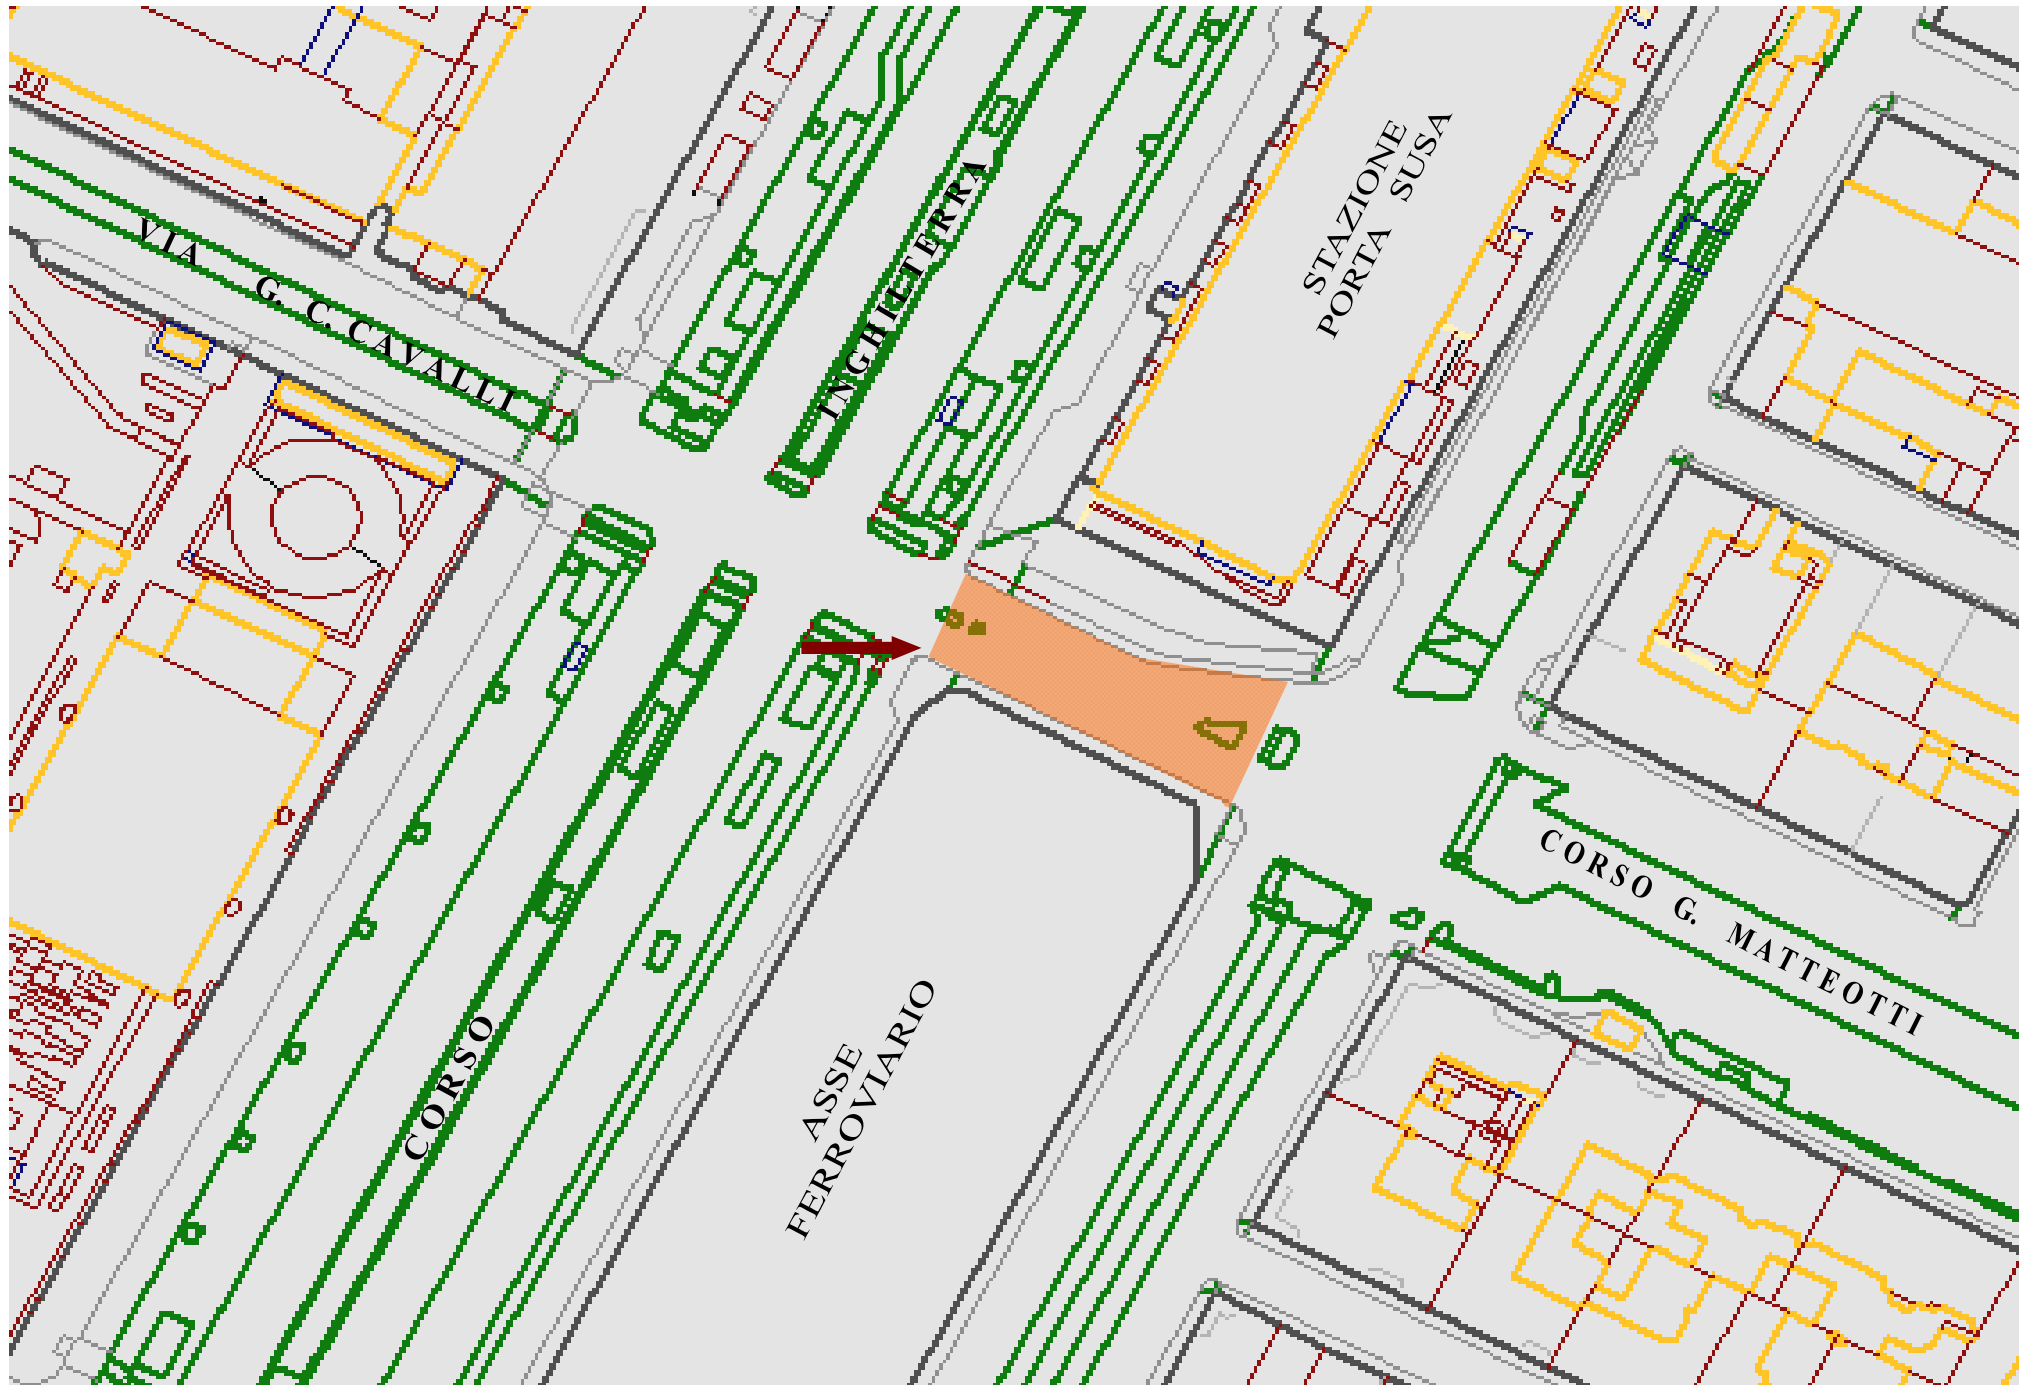 STAZIONE
PORTA SUSA
VIA G. C. CAVALLI
CORSO INGHILTERRA
CORSO G. MATTEOTTI
ASSE
FERROVIARIO